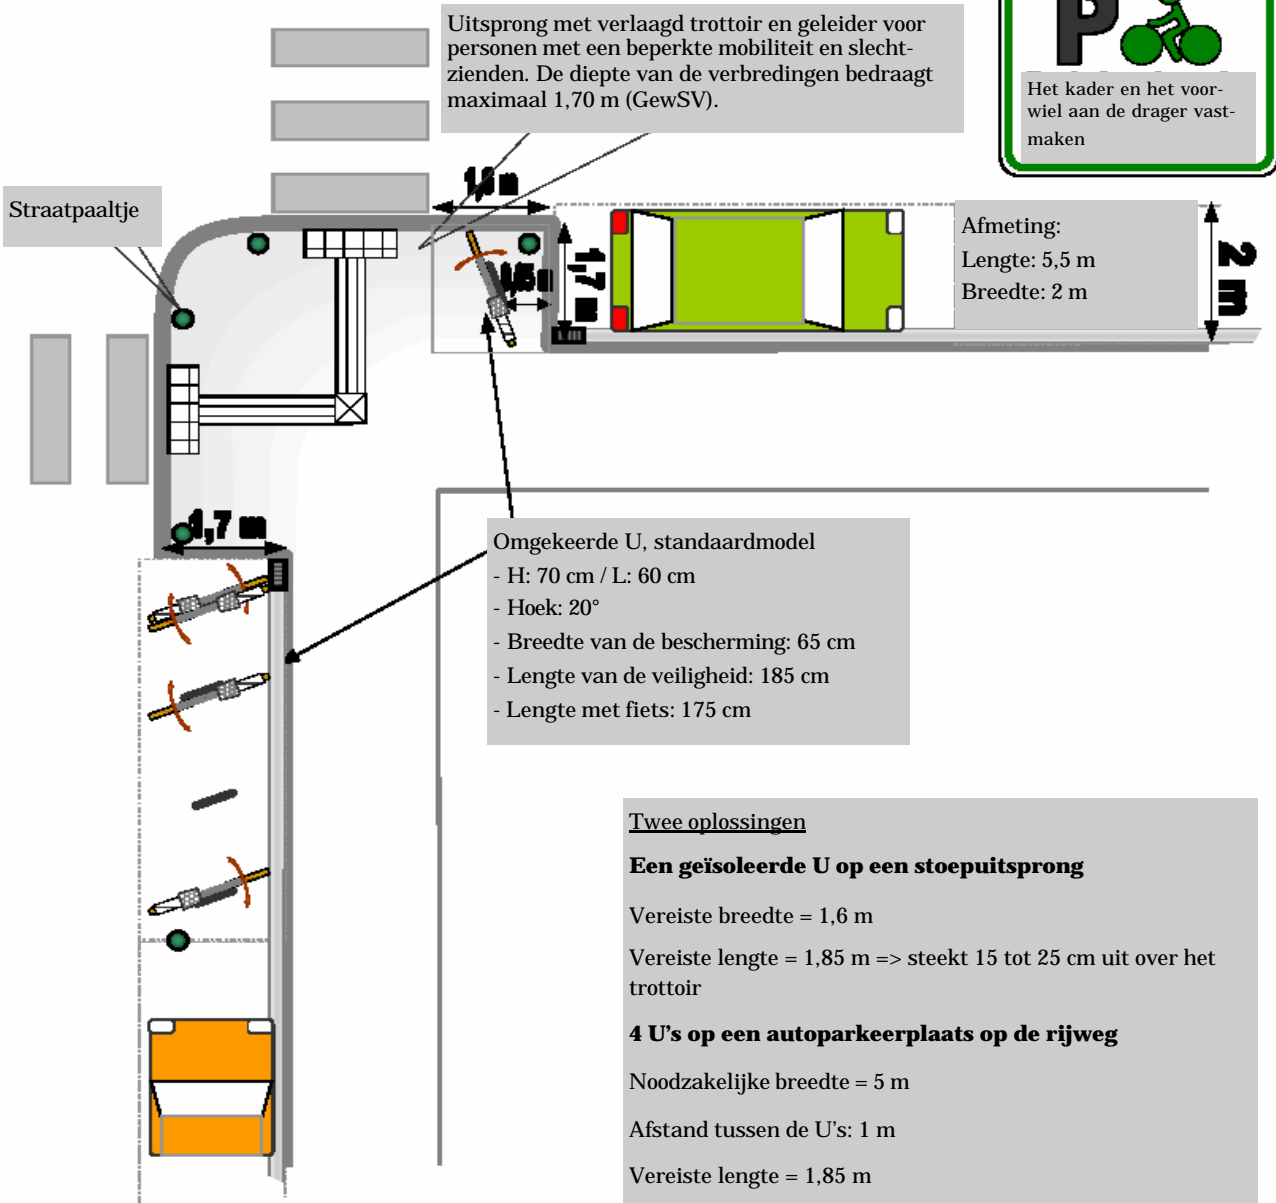 Uitsprong met verlaagd trottoir en geleider voor
personen met een beperkte mobiliteit en slecht-
zienden. De diepte van de verbredingen bedraagt
maximaal 1,70 m (GewSV).
P
Het kader en het voor-
wiel aan de drager vast-
maken
Straatpaaltje
1,6 m
1,7 m
Afmeting:
Lengte: 5,5 m
Breedte: 2 m
2 m
1,7 m
Omgekeerde U, standaardmodel
- H: 70 cm / L: 60 cm
- Hoek: 20°
- Breedte van de bescherming: 65 cm
- Lengte van de veiligheid: 185 cm
- Lengte met fiets: 175 cm
Twee oplossingen
Een geïsoleerde U op een stoepuitsprong
Vereiste breedte = 1,6 m
Vereiste lengte = 1,85 m => steekt 15 tot 25 cm uit over het
trottoir
4 U's op een autoparkeerplaats op de rijweg
Noodzakelijke breedte = 5 m
Afstand tussen de U's: 1 m
Vereiste lengte = 1,85 m